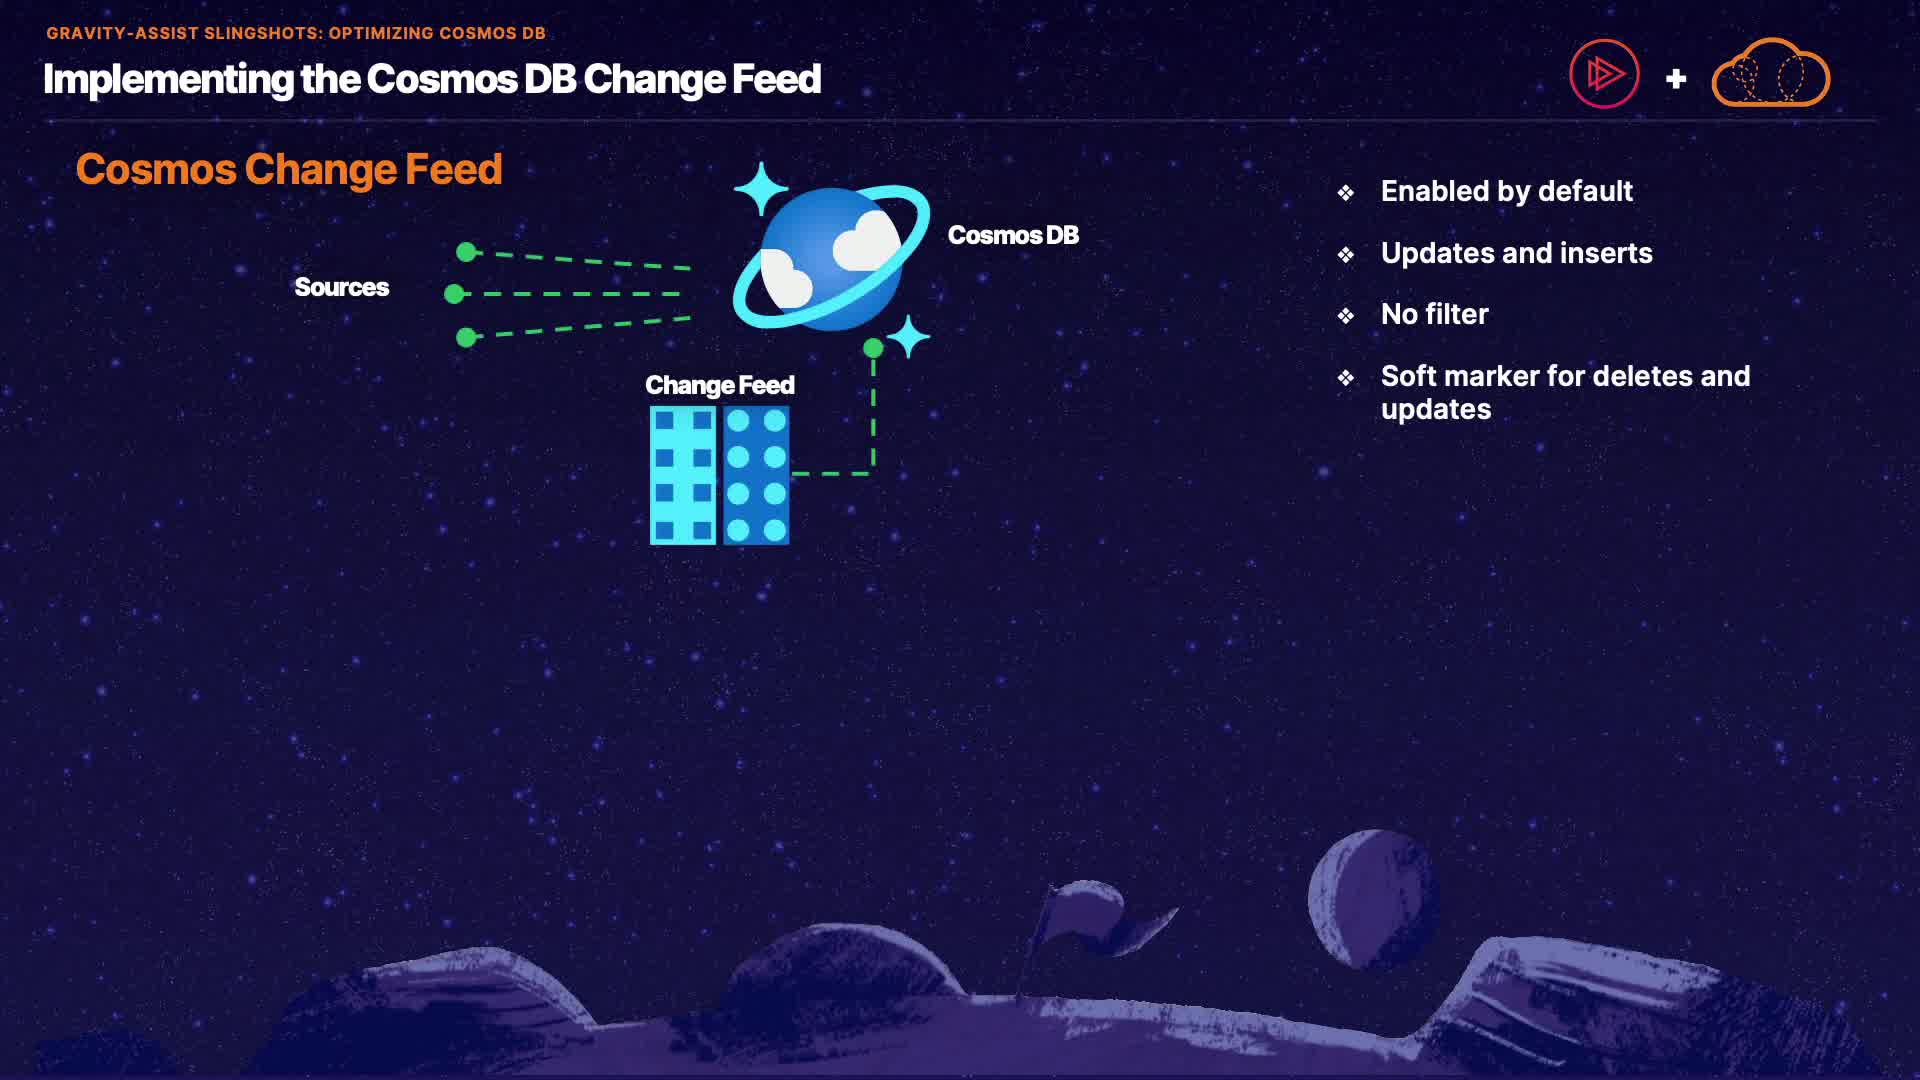 GRAVITY-ASSIST SLINGSHOTS: OPTIMIZING COSMOS DB
Implementing the Cosmos DB Change Feed
Cosmos Change Feed
Sources
Cosmos DB
Change Feed
❖ Enabled by default
❖ Updates and inserts
❖ No filter
❖ Soft marker for deletes and
updates